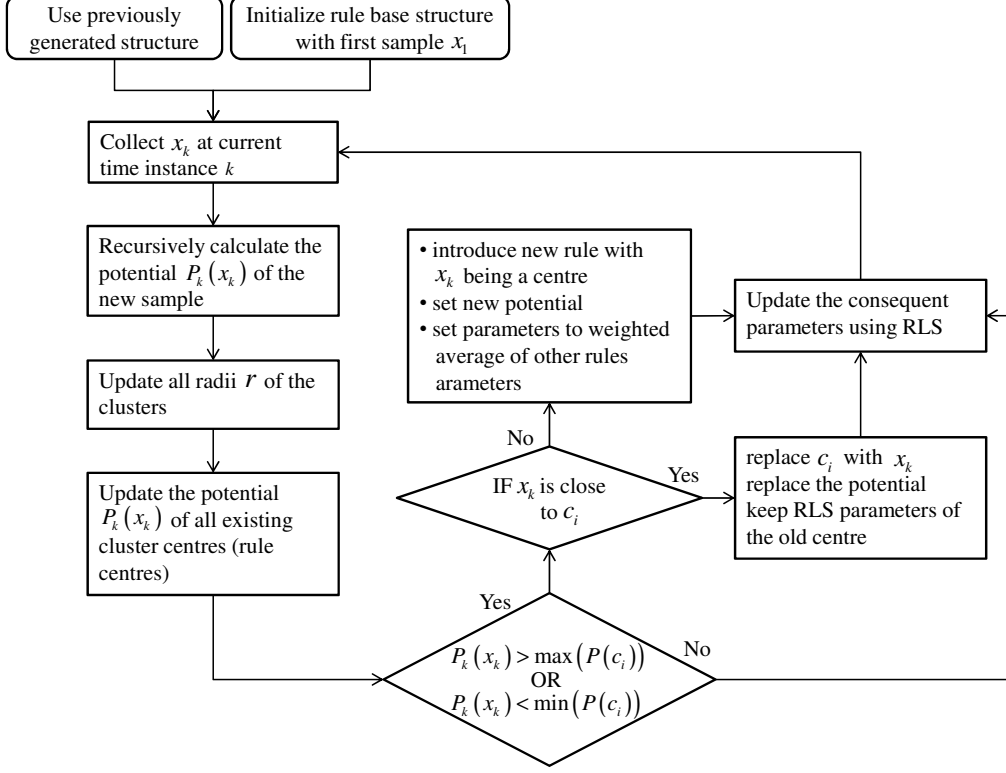 Use previously
generated structure
Initialize rule base structure
with first sample x₁
Collect xₖ at current
time instance k
Recursively calculate the
potential Pₖ(xₖ) of the
new sample
Update all radii r of the
clusters
Update the potential
Pₖ(xₖ) of all existing
cluster centres (rule
centres)
• introduce new rule with
xₖ being a centre
• set new potential
• set parameters to weighted
average of other rules
arameters
Update the consequent
parameters using RLS
No
IF xₖ is close
to cᵢ
Yes
replace cᵢ with xₖ
replace the potential
keep RLS parameters of
the old centre
Yes
Pₖ(xₖ) > max(P(cᵢ))
OR
Pₖ(xₖ) < min(P(cᵢ))
No